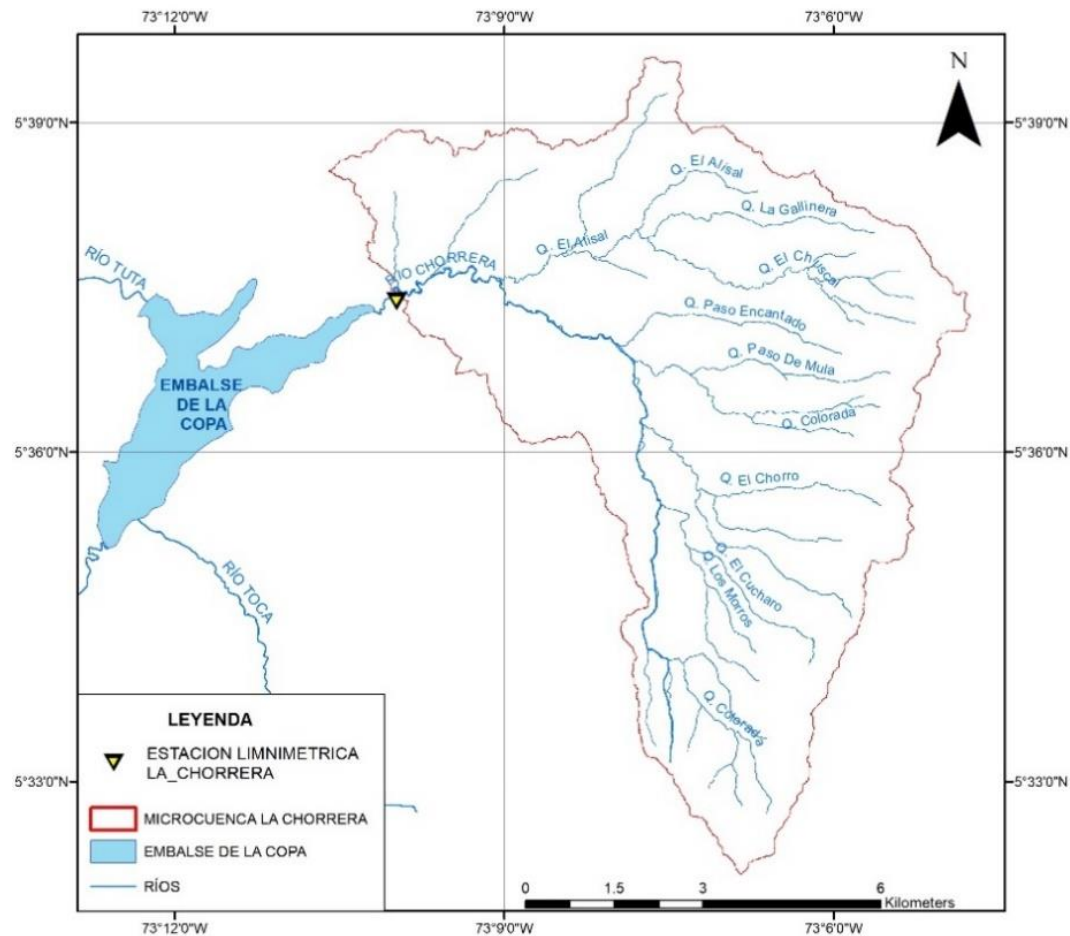 73°12'0"W
73°9'0"W
73°6'0"W
N
5°39'0"N
5°39'0"N
Q. El Alisal
Q. La Gallinera
Q. El Alisal
RÍO TUTA
RÍO CHORRERA
Q. El Chuscal
Q. Paso Encantado
Q. Paso De Mula
EMBALSE
DE LA
COPA
Q. Colorada
5°36'0"N
5°36'0"N
Q. El Chorro
Q. El Cucharo
Q. Los Morros
RÍO TOCA
Q. Colorada
LEYENDA
ESTACION LIMNIMETRICA
LA_CHORRERA
MICROCUENCA LA CHORRERA
EMBALSE DE LA COPA
RÍOS
5°33'0"N
5°33'0"N
0 1.5 3 6
Kilometers
73°12'0"W
73°9'0"W
73°6'0"W